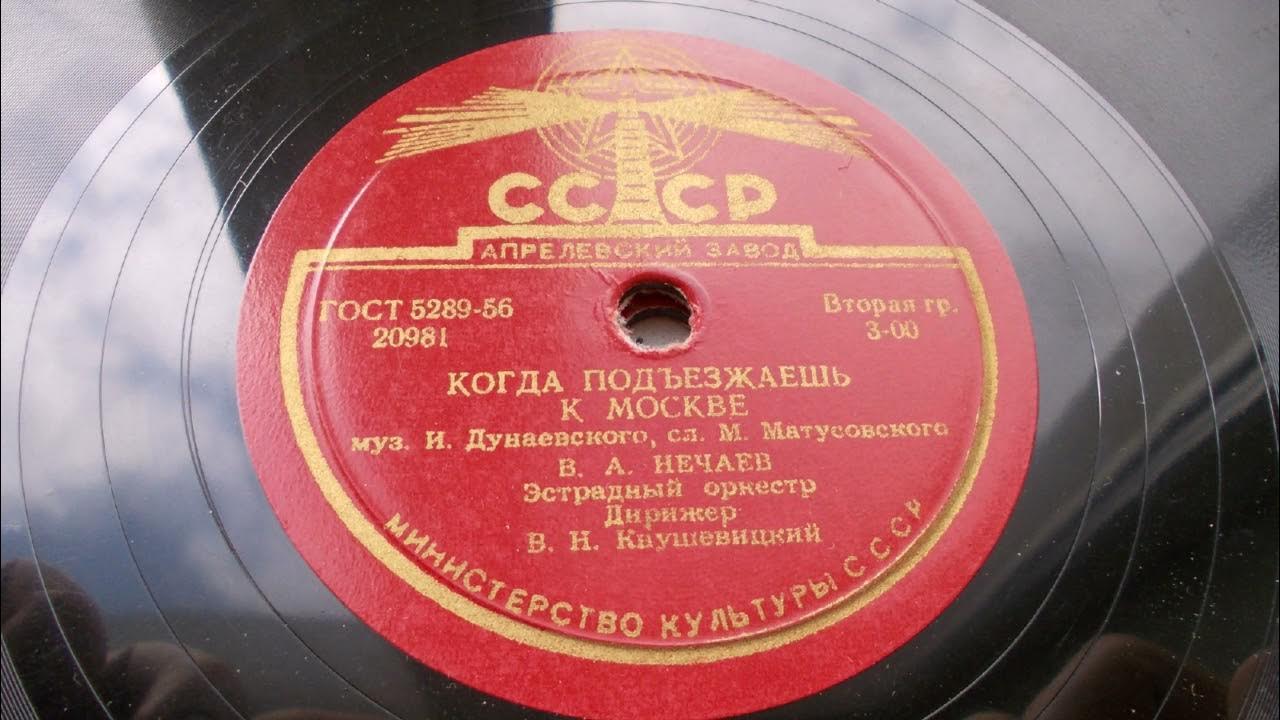 СССР
АПРЕЛЕВСКИЙ ЗАВОД
ГОСТ 5289-56
20981
Вторая гр.
3-00
КОГДА ПОДЪЕЗЖАЕШЬ
К МОСКВЕ
муз. И. Дунаевского, сл. М. Матусовского
В. А. НЕЧАЕВ
Эстрадный оркестр
Дирижер
В. Н. Кнушевицкий
МИНИСТЕРСТВО КУЛЬТУРЫ СССР